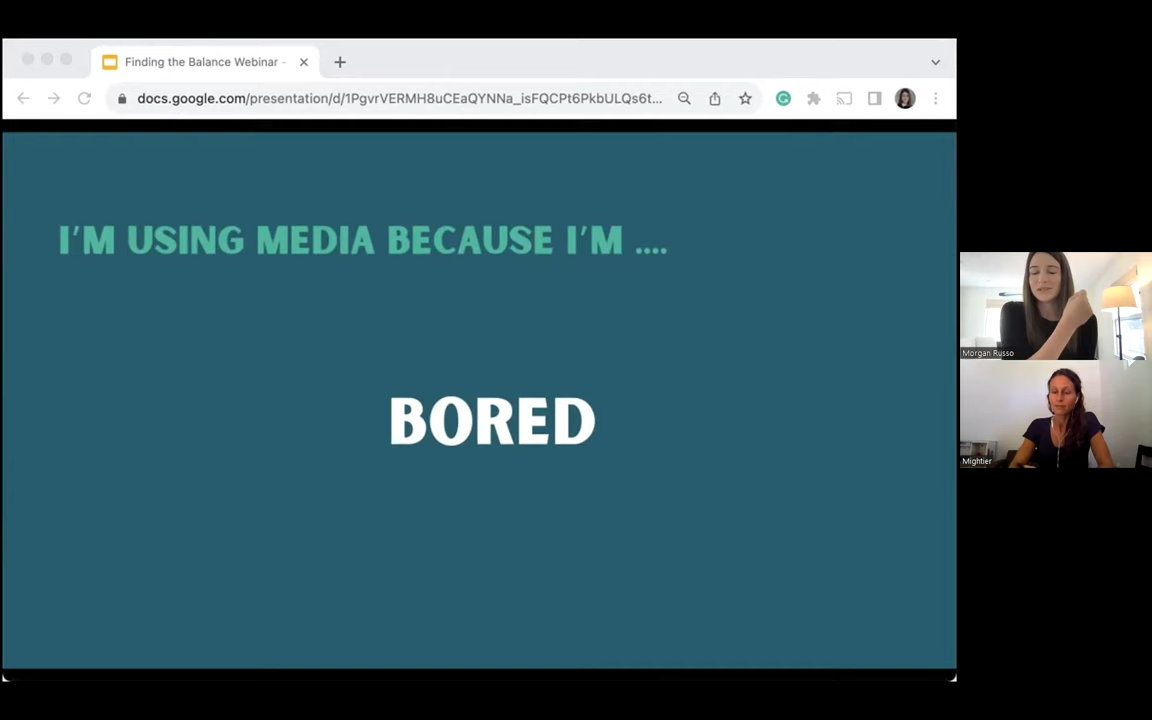 Finding the Balance Webinar -
docs.google.com/presentation/d/1PgvrVERMH8uCEaQYNNa_isFQCPt6PkbULQs6t...
I'M USING MEDIA BECAUSE I'M ....
BORED
Morgan Russo
Mightier